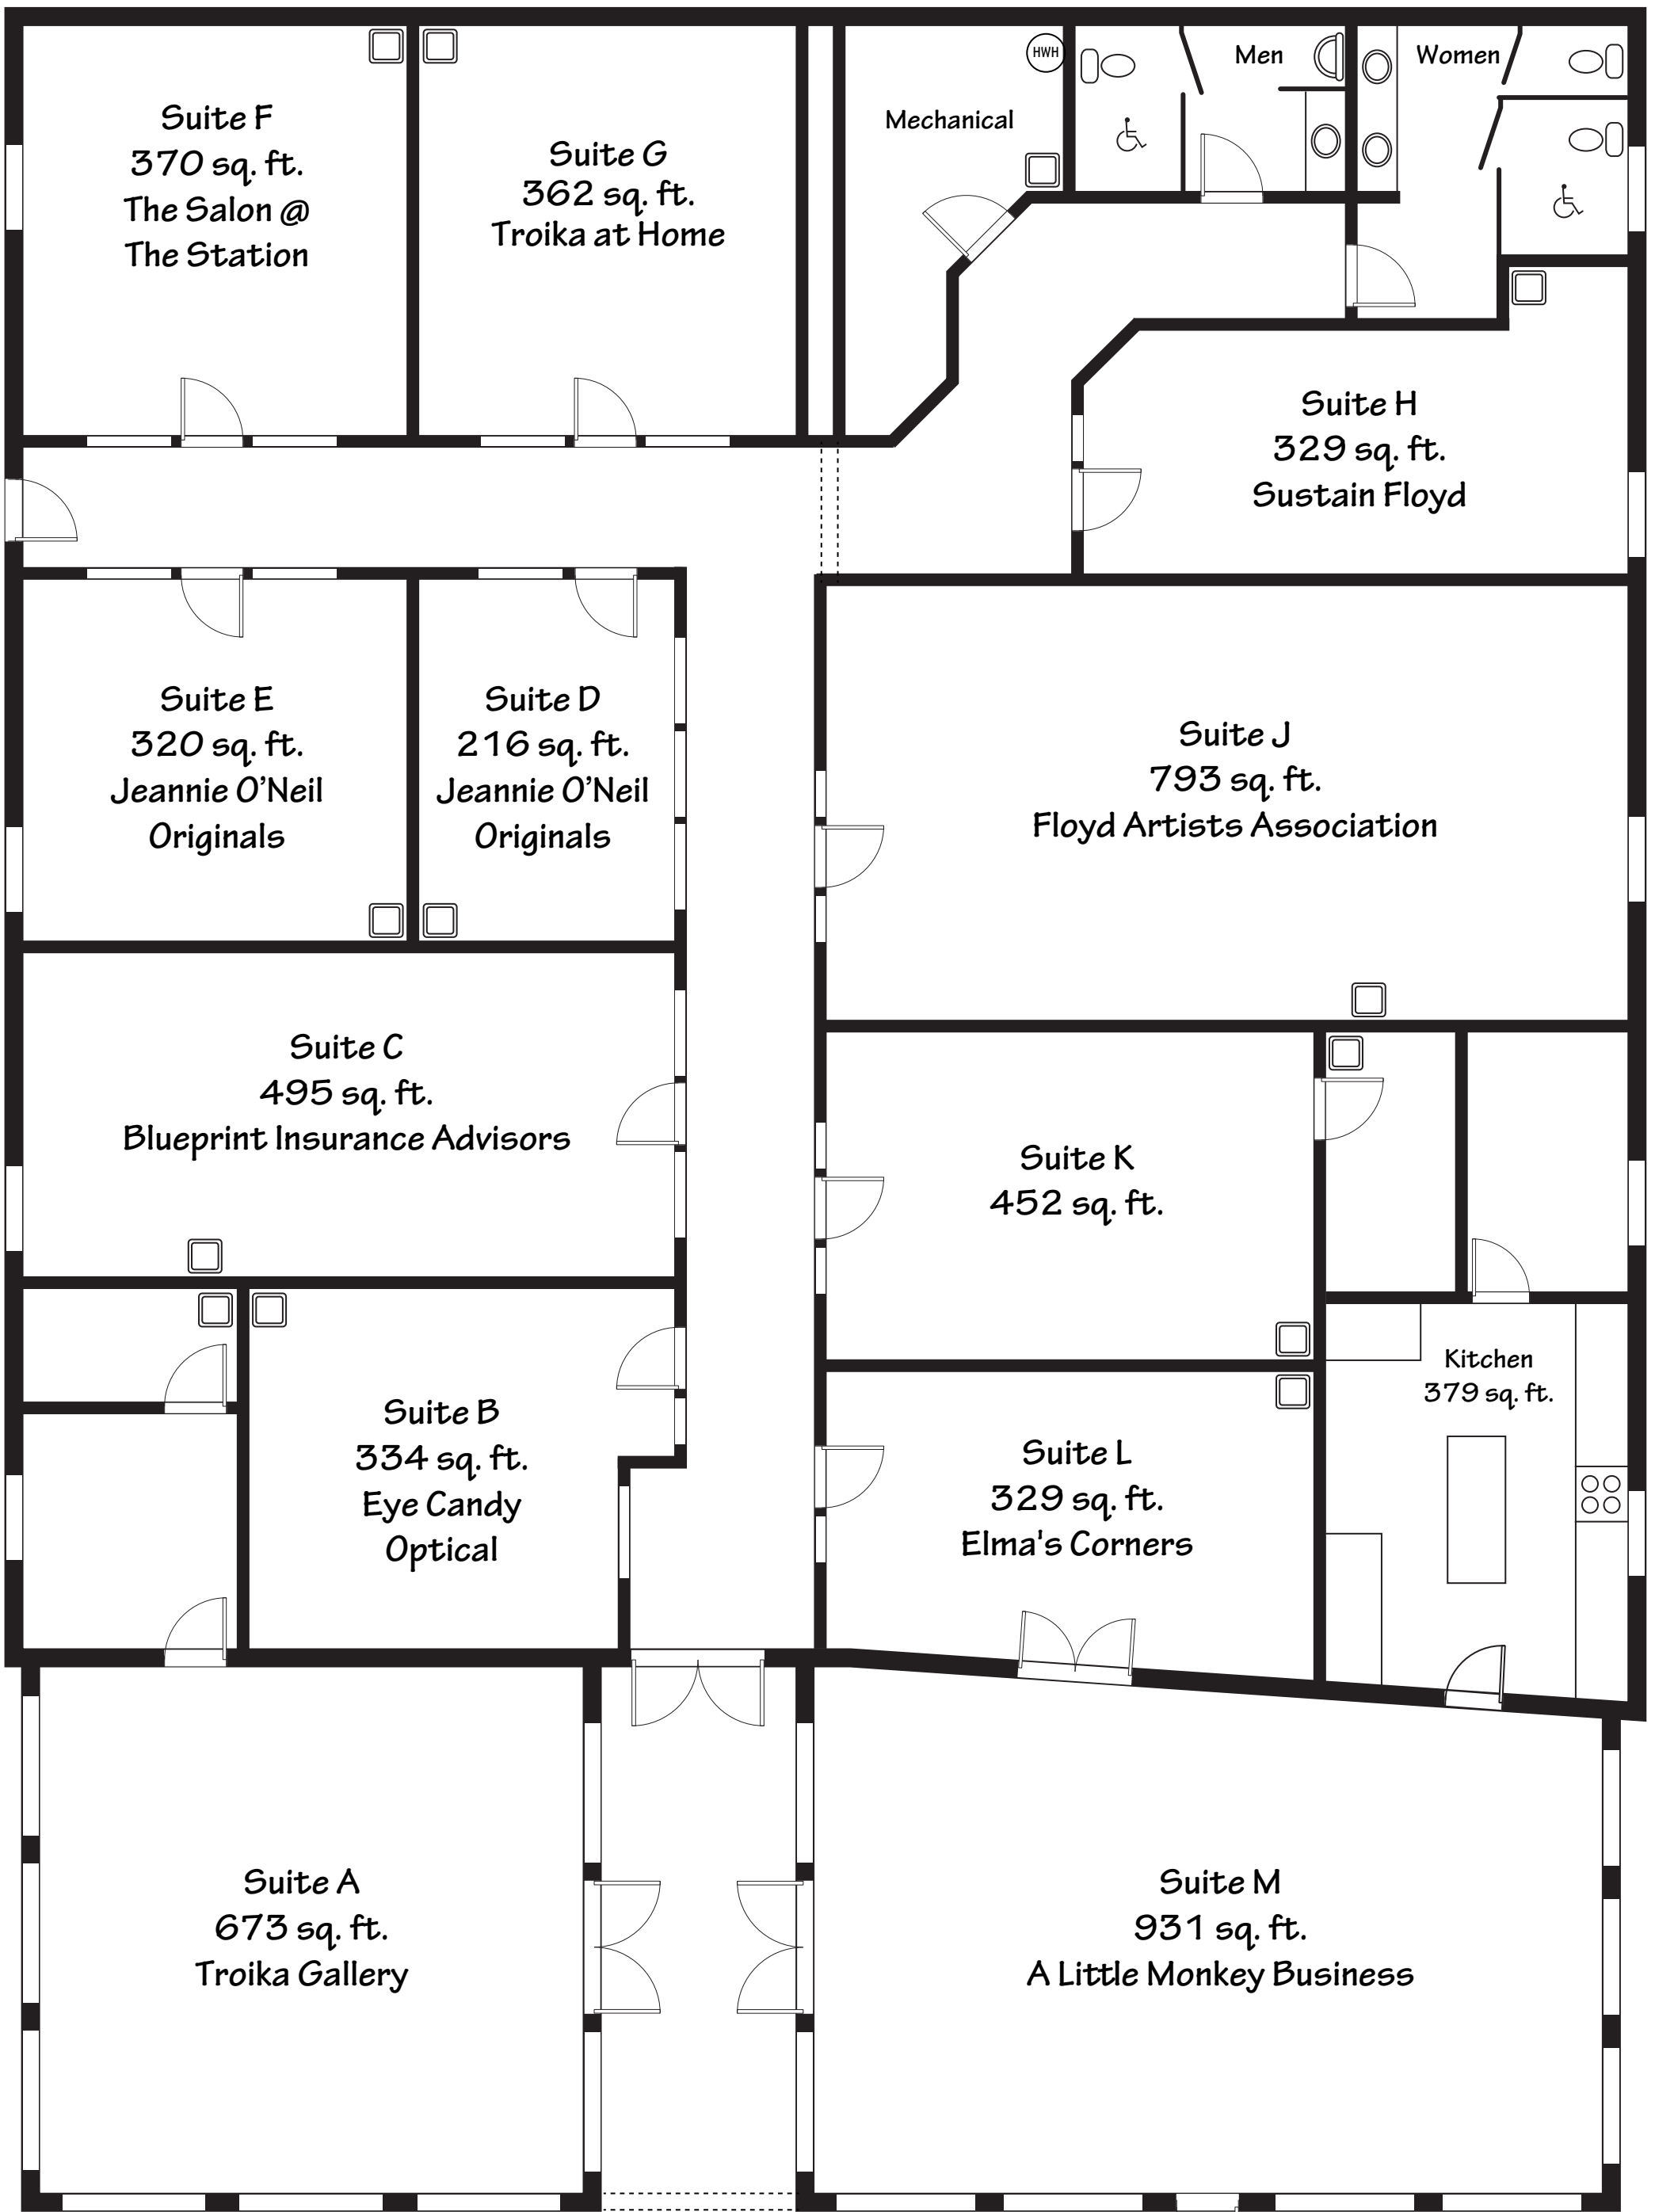 Suite F
370 sq. ft.
The Salon @
The Station
Suite G
362 sq. ft.
Troika at Home
Mechanical
HWH
Men
Women
Suite H
329 sq. ft.
Sustain Floyd
Suite E
320 sq. ft.
Jeannie O’Neil
Originals
Suite D
216 sq. ft.
Jeannie O’Neil
Originals
Suite J
793 sq. ft.
Floyd Artists Association
Suite C
495 sq. ft.
Blueprint Insurance Advisors
Suite K
452 sq. ft.
Kitchen
379 sq. ft.
Suite B
334 sq. ft.
Eye Candy
Optical
Suite L
329 sq. ft.
Elma's Corners
Suite A
673 sq. ft.
Troika Gallery
Suite M
931 sq. ft.
A Little Monkey Business